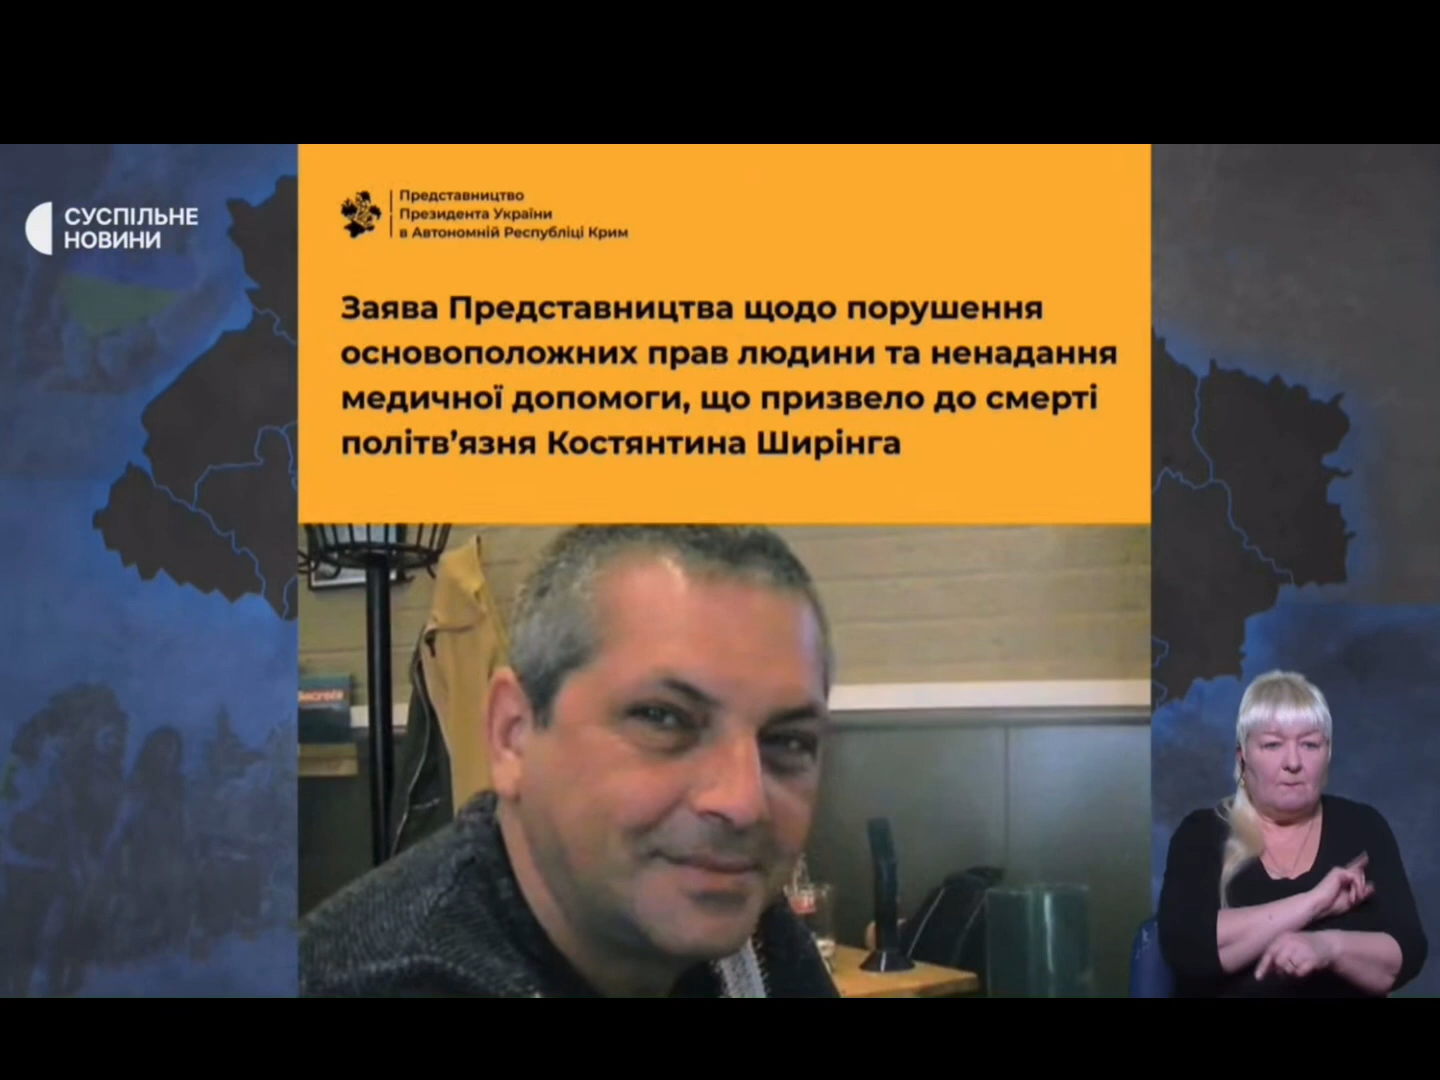 СУСПІЛЬНЕ
НОВИНИ
Представництво
Президента України
в Автономній Республіці Крим
Заява Представництва щодо порушення
основоположних прав людини та ненадання
медичної допомоги, що призвело до смерті
політв’язня Костянтина Ширінга